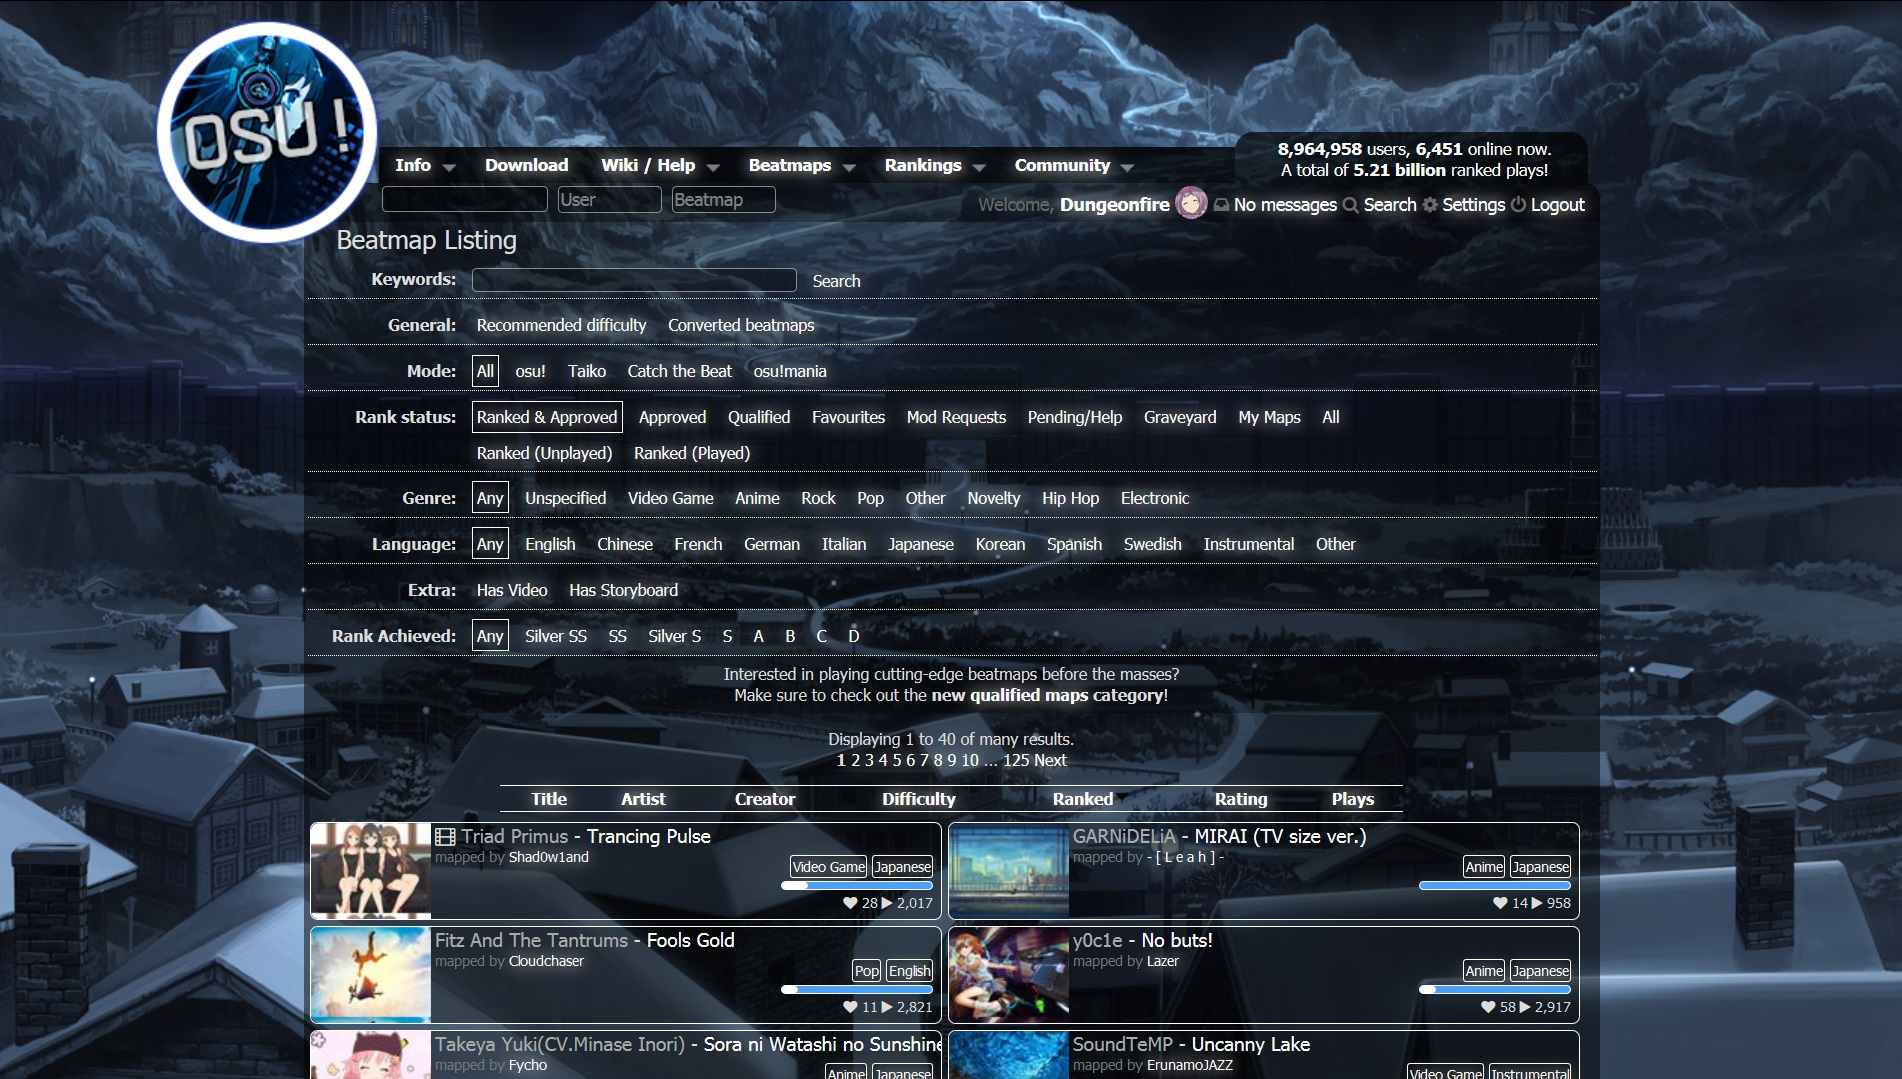 OSU!
8,964,958 users, 6,451 online now.
A total of 5.21 billion ranked plays!
Info Download Wiki / Help Beatmaps Rankings Community
User Beatmap
Welcome, Dungeonfire No messages Search Settings Logout
Beatmap Listing
Keywords: Search
General: Recommended difficulty Converted beatmaps
Mode: All osu! Taiko Catch the Beat osu!mania
Rank status: Ranked & Approved Approved Qualified Favourites Mod Requests Pending/Help Graveyard My Maps All
Ranked (Unplayed) Ranked (Played)
Genre: Any Unspecified Video Game Anime Rock Pop Other Novelty Hip Hop Electronic
Language: Any English Chinese French German Italian Japanese Korean Spanish Swedish Instrumental Other
Extra: Has Video Has Storyboard
Rank Achieved: Any Silver SS SS Silver S S A B C D
Interested in playing cutting-edge beatmaps before the masses?
Make sure to check out the new qualified maps category!
Displaying 1 to 40 of many results.
1 2 3 4 5 6 7 8 9 10 ... 125 Next
Title Artist Creator Difficulty Ranked Rating Plays
Triad Primus - Trancing Pulse
mapped by Shad0w1and
Video Game Japanese
28 2,017
GARNiDELiA - MIRAI (TV size ver.)
mapped by -[Leah]-
Anime Japanese
14 958
Fitz And The Tantrums - Fools Gold
mapped by Cloudchaser
Pop English
11 2,821
y0c1e - No buts!
mapped by Lazer
Anime Japanese
58 2,917
Takeya Yuki(CV.Minase Inori) - Sora ni Watashi no Sunshine
mapped by Fycho
Anime Japanese
SoundTeMP - Uncanny Lake
mapped by ErunamoJAZZ
Video Game Instrumental